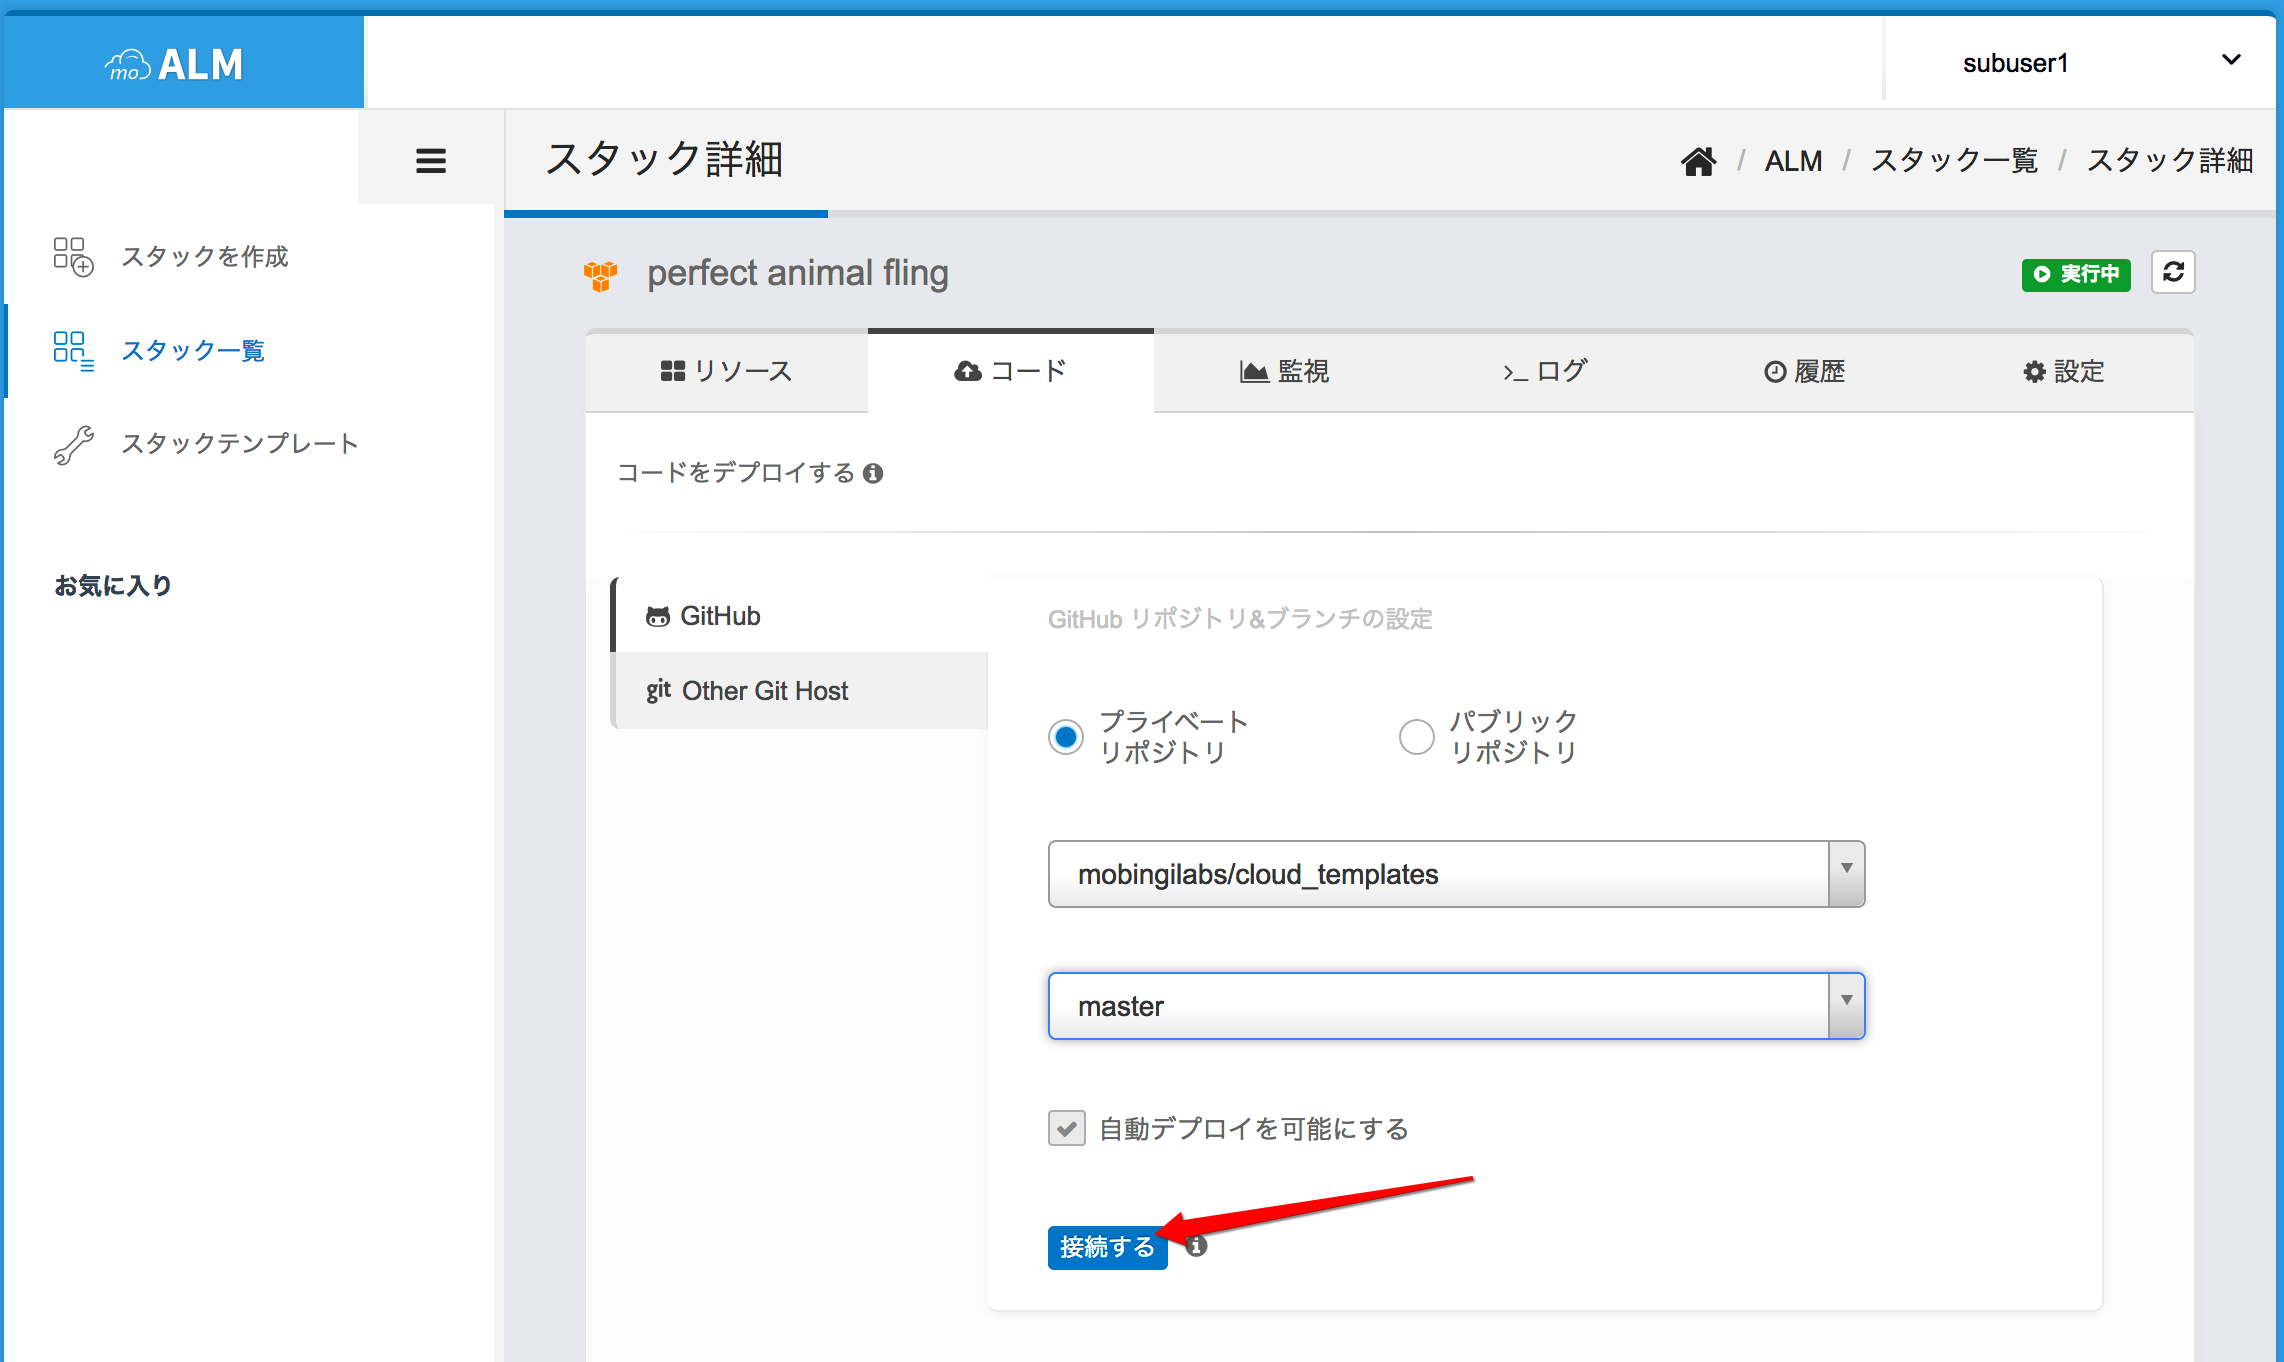 mo ALM
subuser1
スタック詳細
/ ALM / スタック一覧 / スタック詳細
スタックを作成
スタック一覧
スタックテンプレート
お気に入り
perfect animal fling
実行中
リソース
コード
監視
ログ
履歴
設定
コードをデプロイする
GitHub
git Other Git Host
GitHub リポジトリ&ブランチの設定
プライベート
リポジトリ
パブリック
リポジトリ
mobingilabs/cloud_templates
master
自動デプロイを可能にする
接続する